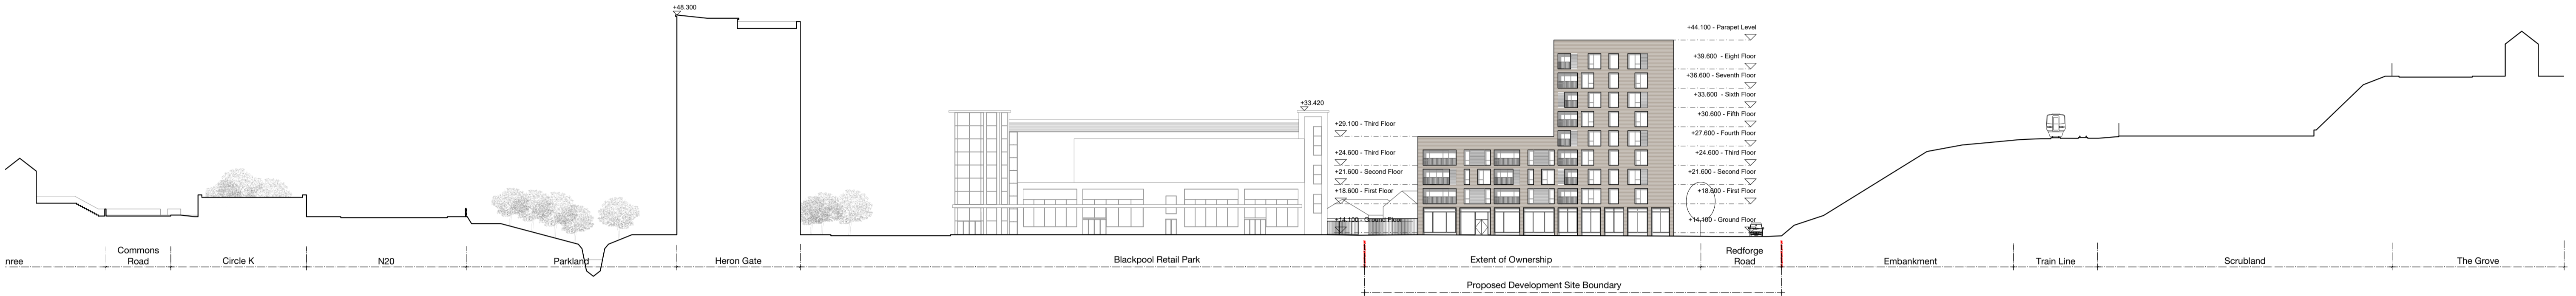 +48.300
+33.420
+29.100 - Third Floor
+24.600 - Third Floor
+21.600 - Second Floor
+18.600 - First Floor
+14.100 - Ground Floor
+44.100 - Parapet Level
+39.600 - Eight Floor
+36.600 - Seventh Floor
+33.600 - Sixth Floor
+30.600 - Fifth Floor
+27.600 - Fourth Floor
+24.600 - Third Floor
+21.600 - Second Floor
+18.600 - First Floor
+14.100 - Ground Floor
nree
Commons
Road
Circle K
N20
Parkland
Heron Gate
Blackpool Retail Park
Extent of Ownership
Redforge
Road
Embankment
Train Line
Scrubland
The Grove
Proposed Development Site Boundary